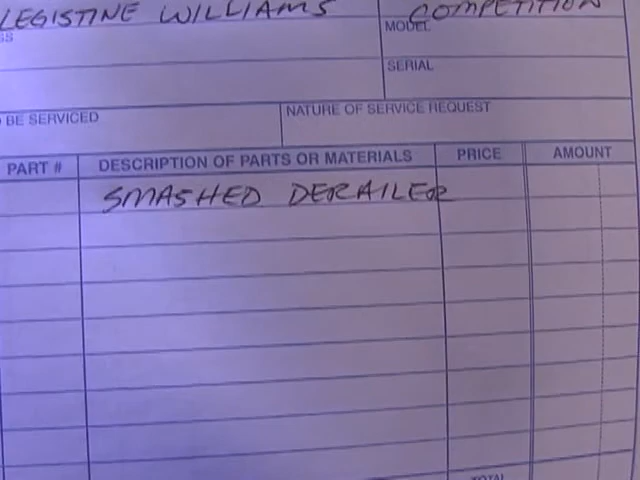 LEGISTINE WILLIAMS COMPETITION
SS MODEL
SERIAL
BE SERVICED NATURE OF SERVICE REQUEST
PART # DESCRIPTION OF PARTS OR MATERIALS PRICE AMOUNT
SMASHED DERAILER
TOTAL